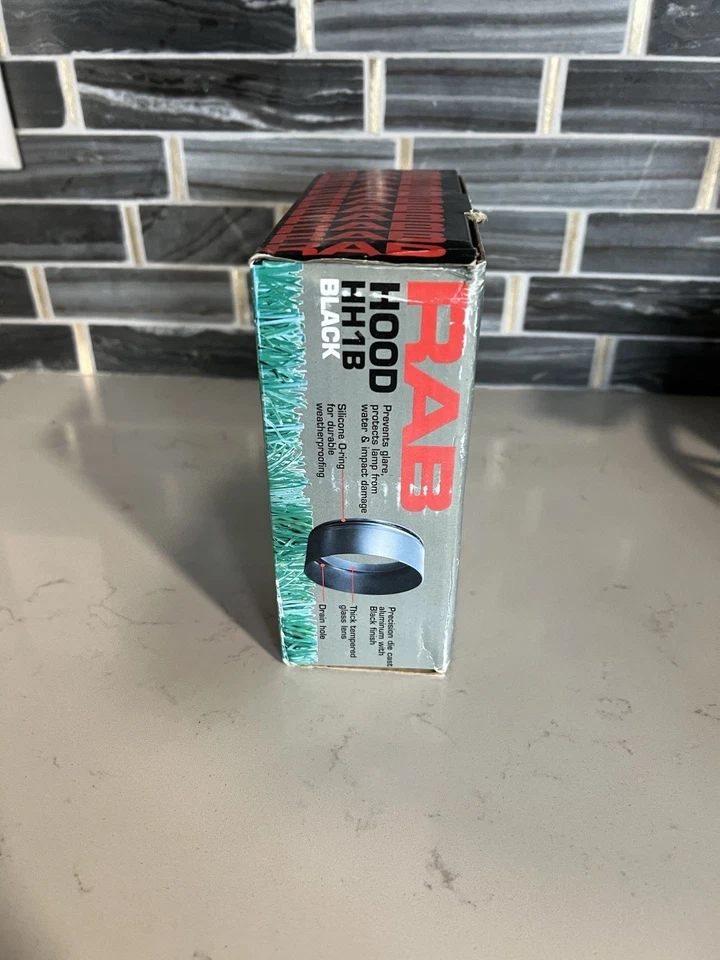 RAB
HOOD
HH1B
BLACK
Prevents glare,
protects lamp from
water & impact damage
Silicone O-ring
for durable
weatherproofing
Precision die cast
aluminum with
Black finish
Thick tempered
glass lens
Drain hole